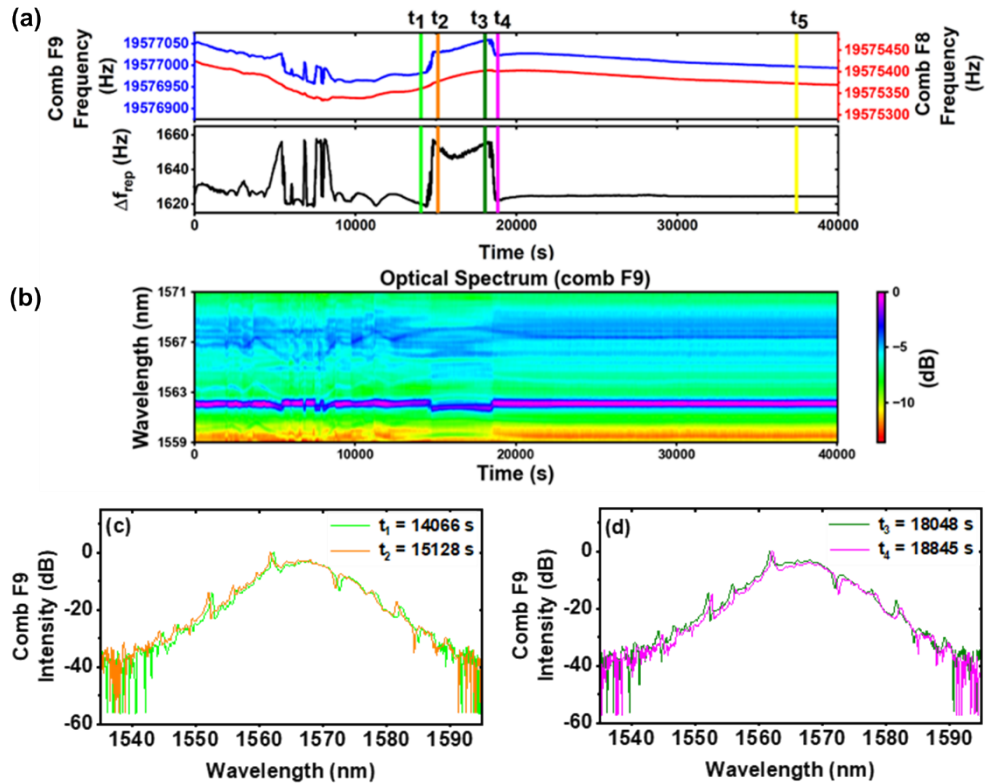 (a)
t1 t2 t3 t4 t5
Comb F9
Frequency
(Hz)
19577050
19577000
19576950
19576900
19575450
19575400
19575350
19575300
Comb F8
Frequency
(Hz)
Δfrep (Hz)
1660
1640
1620
0 10000 20000 30000 40000
Time (s)
(b)
Optical Spectrum (comb F9)
Wavelength (nm)
1571
1567
1563
1559
0 10000 20000 30000 40000
Time (s)
0
−5
−10
(dB)
(c)
t1 = 14066 s
t2 = 15128 s
Comb F9
Intensity (dB)
0
-20
-40
-60
1540 1550 1560 1570 1580 1590
Wavelength (nm)
(d)
t3 = 18048 s
t4 = 18845 s
Comb F9
Intensity (dB)
0
-20
-40
-60
1540 1550 1560 1570 1580 1590
Wavelength (nm)